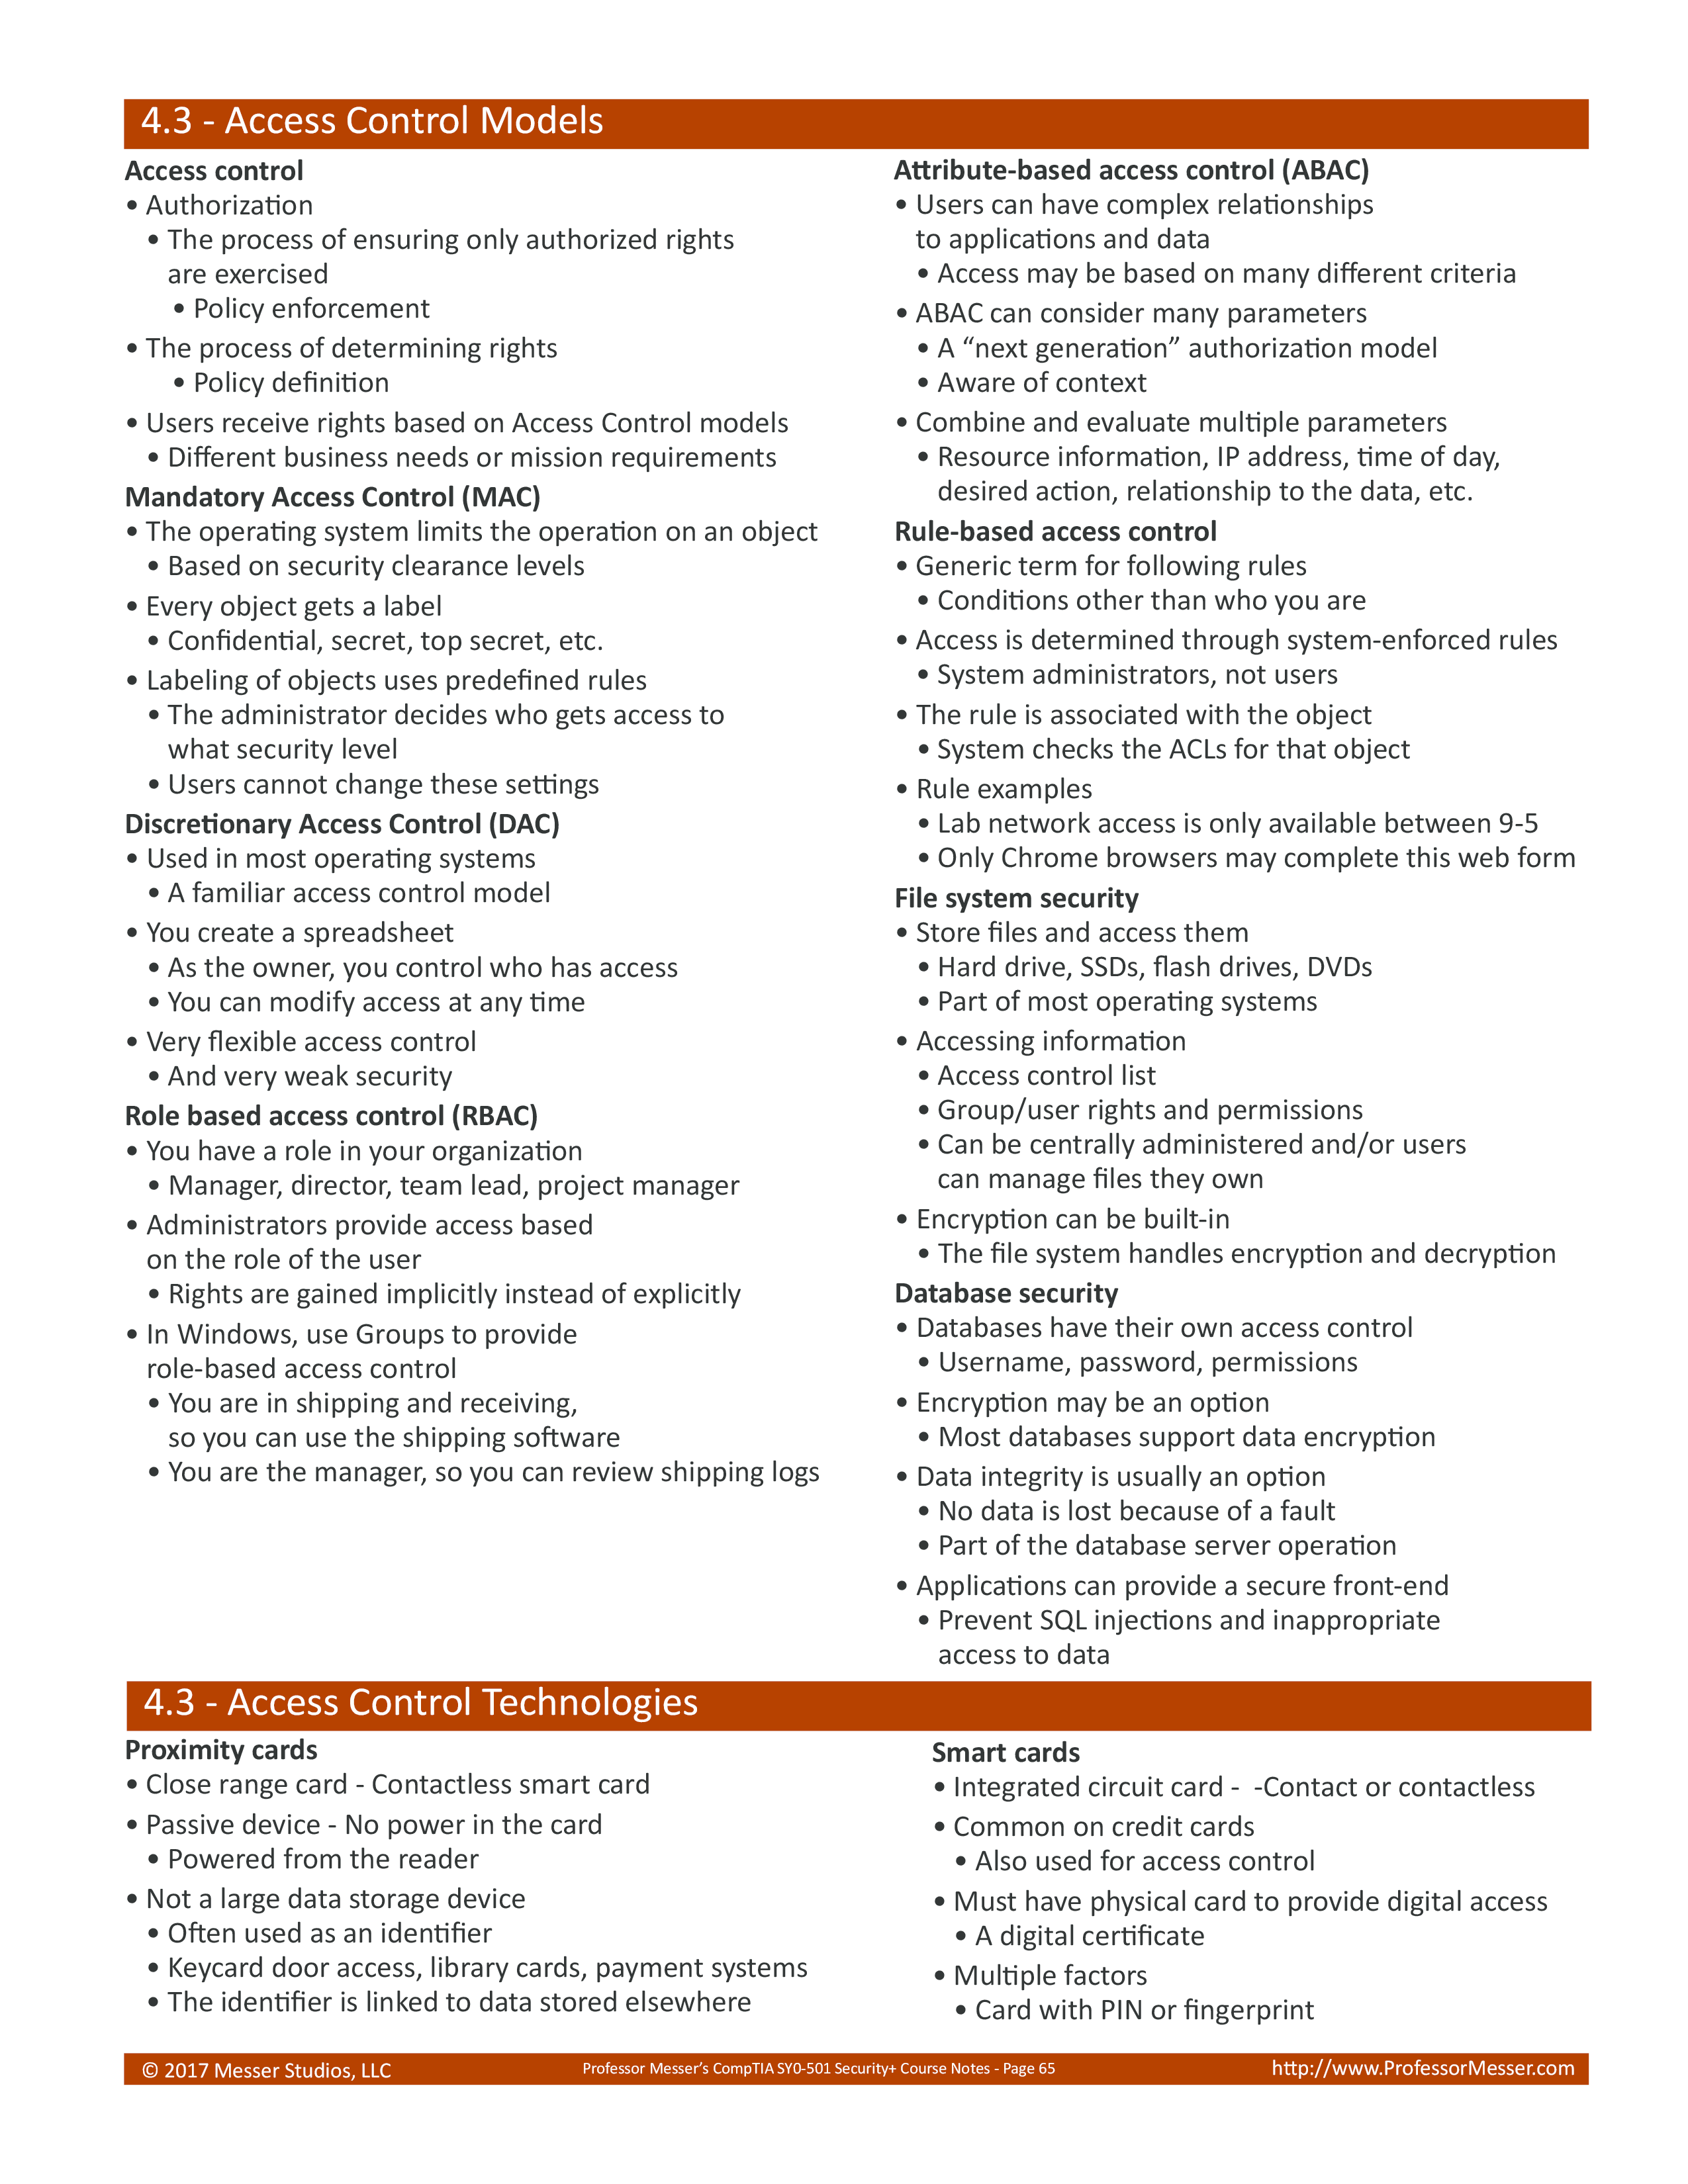 4.3 - Access Control Models
Access control
• Authorization
• The process of ensuring only authorized rights
are exercised
• Policy enforcement
• The process of determining rights
• Policy definition
• Users receive rights based on Access Control models
• Different business needs or mission requirements
Mandatory Access Control (MAC)
• The operating system limits the operation on an object
• Based on security clearance levels
• Every object gets a label
• Confidential, secret, top secret, etc.
• Labeling of objects uses predefined rules
• The administrator decides who gets access to
what security level
• Users cannot change these settings
Discretionary Access Control (DAC)
• Used in most operating systems
• A familiar access control model
• You create a spreadsheet
• As the owner, you control who has access
• You can modify access at any time
• Very flexible access control
• And very weak security
Role based access control (RBAC)
• You have a role in your organization
• Manager, director, team lead, project manager
• Administrators provide access based
on the role of the user
• Rights are gained implicitly instead of explicitly
• In Windows, use Groups to provide
role-based access control
• You are in shipping and receiving,
so you can use the shipping software
• You are the manager, so you can review shipping logs
Attribute-based access control (ABAC)
• Users can have complex relationships
to applications and data
• Access may be based on many different criteria
• ABAC can consider many parameters
• A “next generation” authorization model
• Aware of context
• Combine and evaluate multiple parameters
• Resource information, IP address, time of day,
desired action, relationship to the data, etc.
Rule-based access control
• Generic term for following rules
• Conditions other than who you are
• Access is determined through system-enforced rules
• System administrators, not users
• The rule is associated with the object
• System checks the ACLs for that object
• Rule examples
• Lab network access is only available between 9-5
• Only Chrome browsers may complete this web form
File system security
• Store files and access them
• Hard drive, SSDs, flash drives, DVDs
• Part of most operating systems
• Accessing information
• Access control list
• Group/user rights and permissions
• Can be centrally administered and/or users
can manage files they own
• Encryption can be built-in
• The file system handles encryption and decryption
Database security
• Databases have their own access control
• Username, password, permissions
• Encryption may be an option
• Most databases support data encryption
• Data integrity is usually an option
• No data is lost because of a fault
• Part of the database server operation
• Applications can provide a secure front-end
• Prevent SQL injections and inappropriate
access to data
4.3 - Access Control Technologies
Proximity cards
• Close range card - Contactless smart card
• Passive device - No power in the card
• Powered from the reader
• Not a large data storage device
• Often used as an identifier
• Keycard door access, library cards, payment systems
• The identifier is linked to data stored elsewhere
Smart cards
• Integrated circuit card -  -Contact or contactless
• Common on credit cards
• Also used for access control
• Must have physical card to provide digital access
• A digital certificate
• Multiple factors
• Card with PIN or fingerprint
© 2017 Messer Studios, LLC
Professor Messer’s CompTIA SY0-501 Security+ Course Notes - Page 65
http://www.ProfessorMesser.com